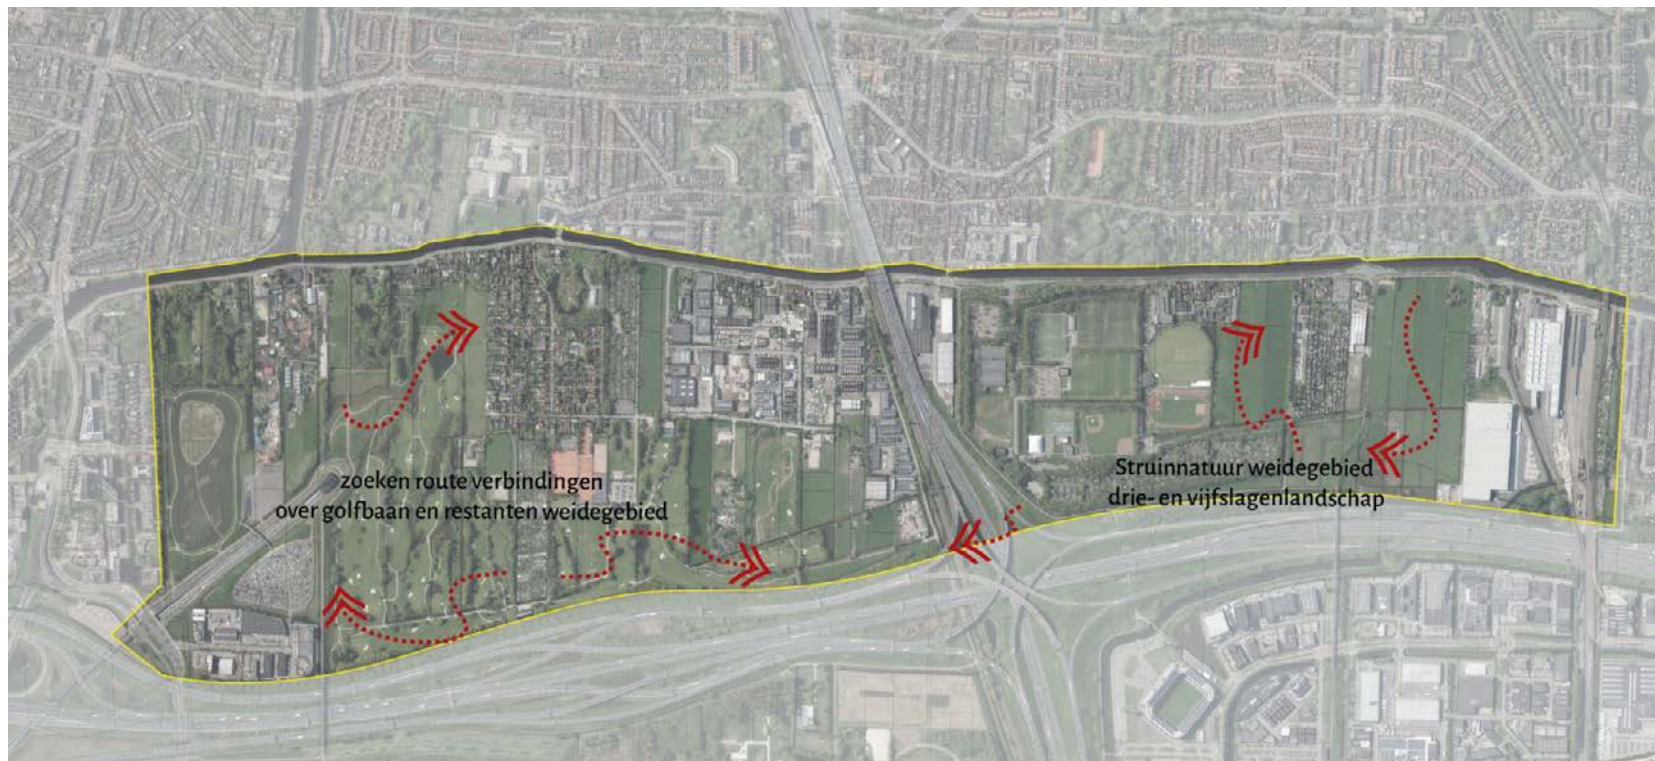 zoeken route verbindingen
over golfbaan en restanten weidegebied
Struinnatuur weidegebied
drie- en vijfslagenlandschap